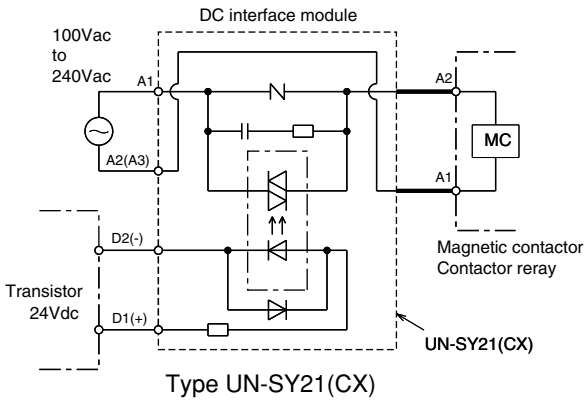 DC interface module
100Vac
to
240Vac
A1
A2
A2(A3)
MC
A1
D2(-)
Magnetic contactor
Contactor reray
Transistor
24Vdc
D1(+)
UN-SY21(CX)
Type UN-SY21(CX)